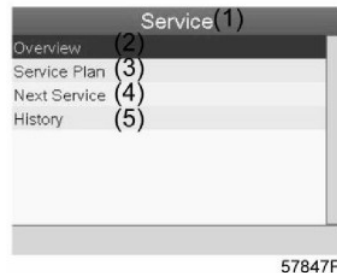 Service(1)
Overview (2)
Service Plan (3)
Next Service (4)
History (5)
57847F